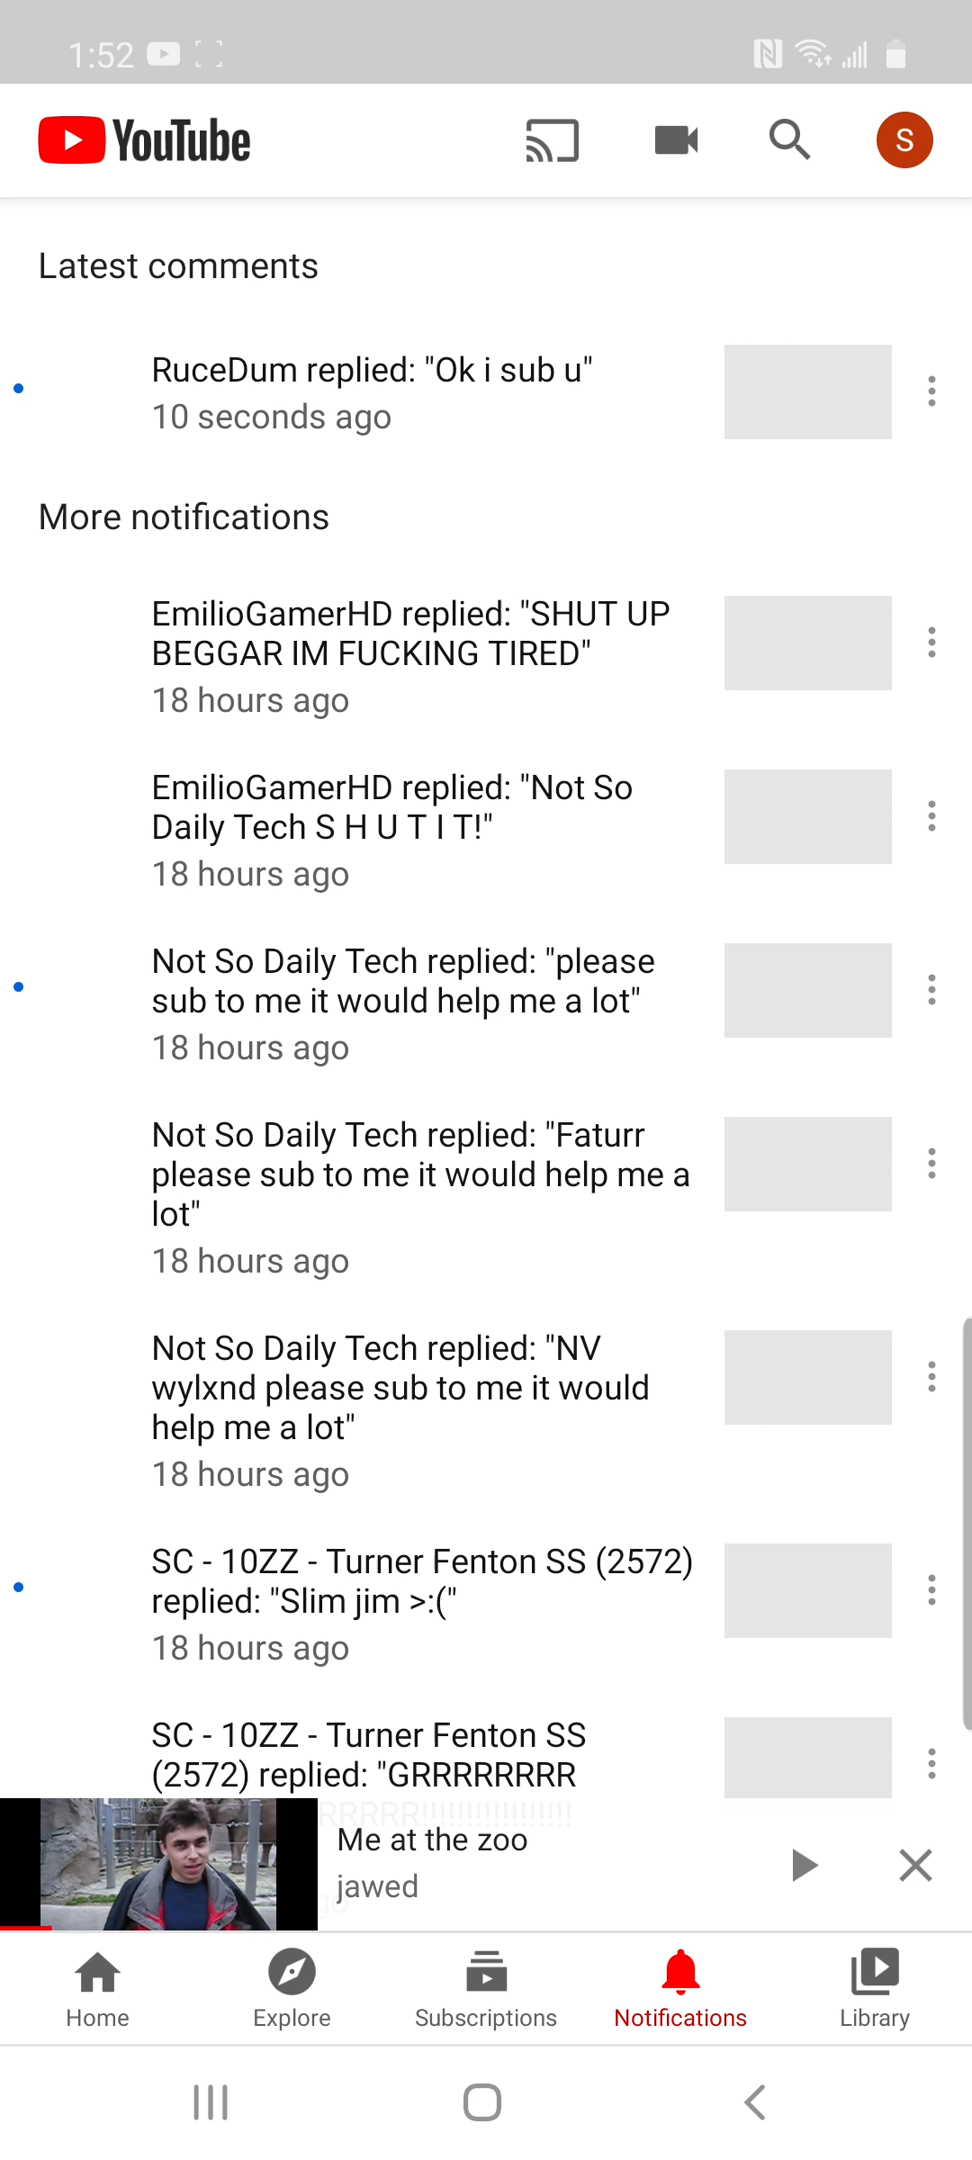 1:52
YouTube
S
Latest comments
RuceDum replied: "Ok i sub u"
10 seconds ago
More notifications
EmilioGamerHD replied: "SHUT UP
BEGGAR IM FUCKING TIRED"
18 hours ago
EmilioGamerHD replied: "Not So
Daily Tech S H U T I T!"
18 hours ago
Not So Daily Tech replied: "please
sub to me it would help me a lot"
18 hours ago
Not So Daily Tech replied: "Faturr
please sub to me it would help me a
lot"
18 hours ago
Not So Daily Tech replied: "NV
wylxnd please sub to me it would
help me a lot"
18 hours ago
SC - 10ZZ - Turner Fenton SS (2572)
replied: "Slim jim >:("
18 hours ago
SC - 10ZZ - Turner Fenton SS
(2572) replied: "GRRRRRRRR
Me at the zoo
jawed
Home
Explore
Subscriptions
Notifications
Library